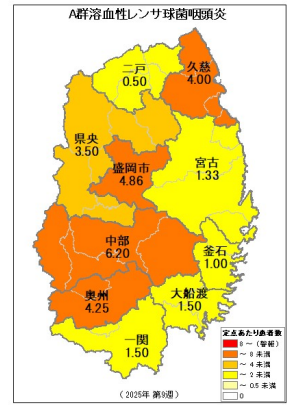 A群溶血性レンサ球菌咽頭炎
二戸
0.50
久慈
4.00
県央
3.50
盛岡市
4.86
宮古
1.33
中部
6.20
釜石
1.00
奥州
4.25
大船渡
1.50
一関
1.50
定点あたり患者数
8 ~ (警報)
~ 8 未満
~ 4 未満
~ 2 未満
~ 0.5 未満
0
(2025年 第9週)